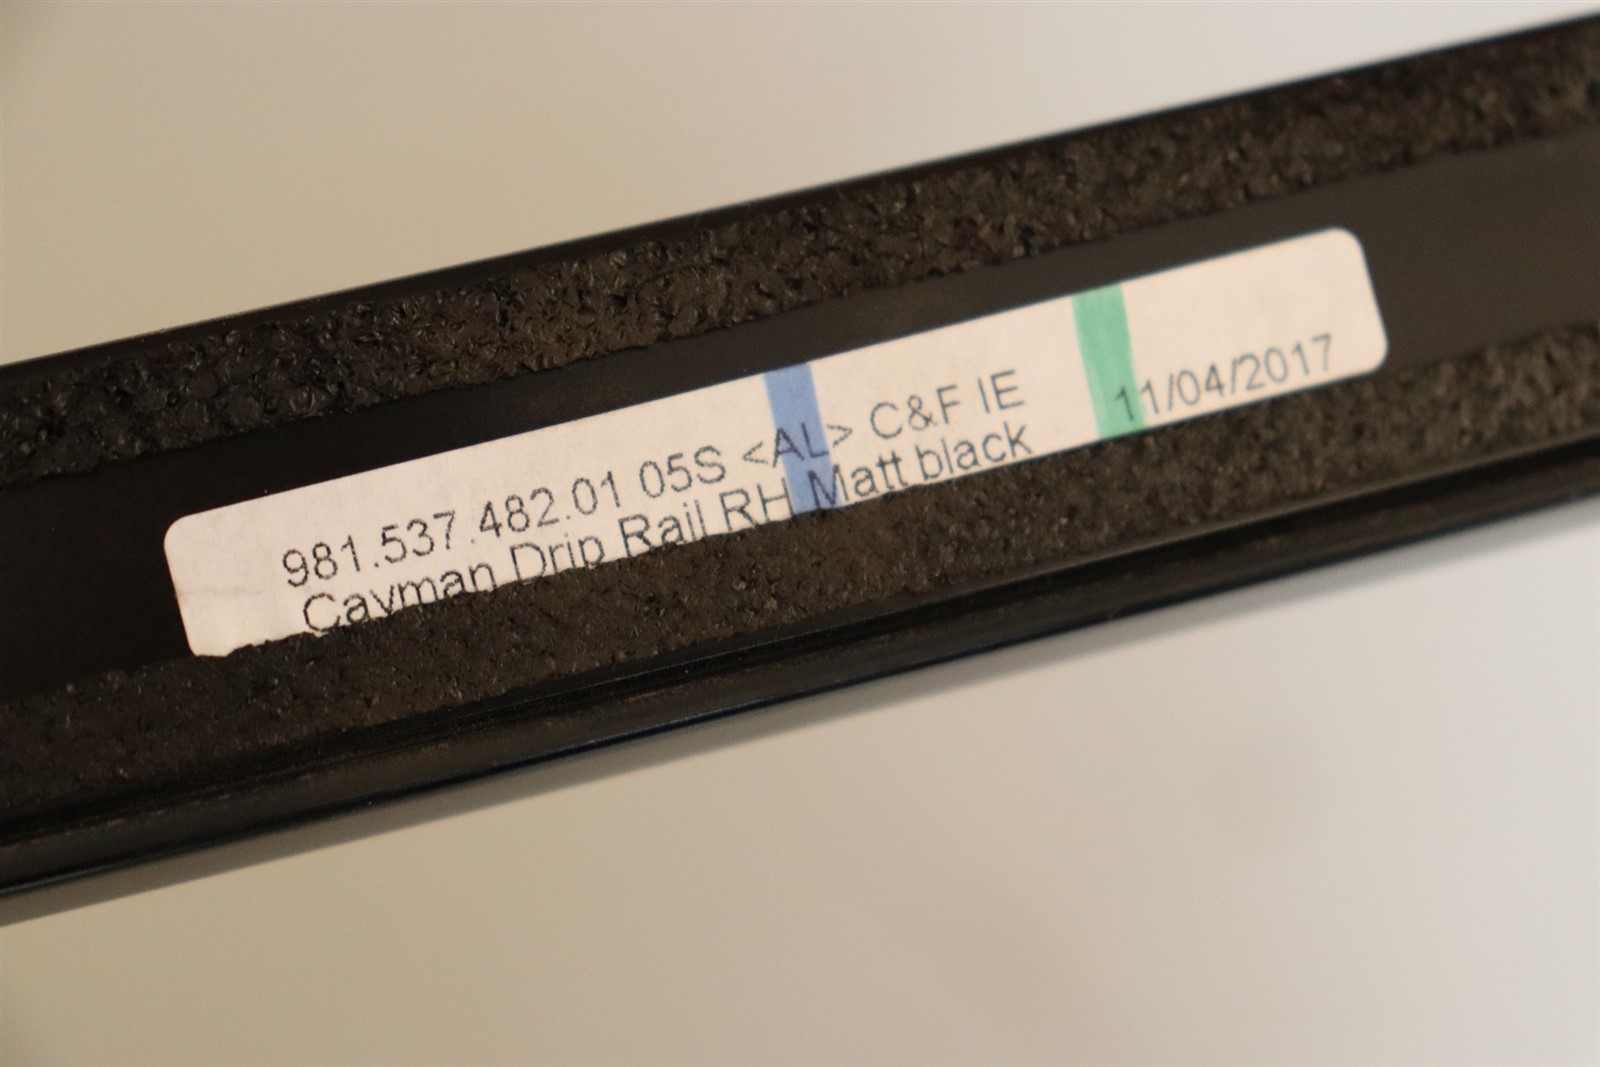 981.537.482.01 05S <AL> C&F IE
11/04/2017
Cayman Drip Rail RH Matt black